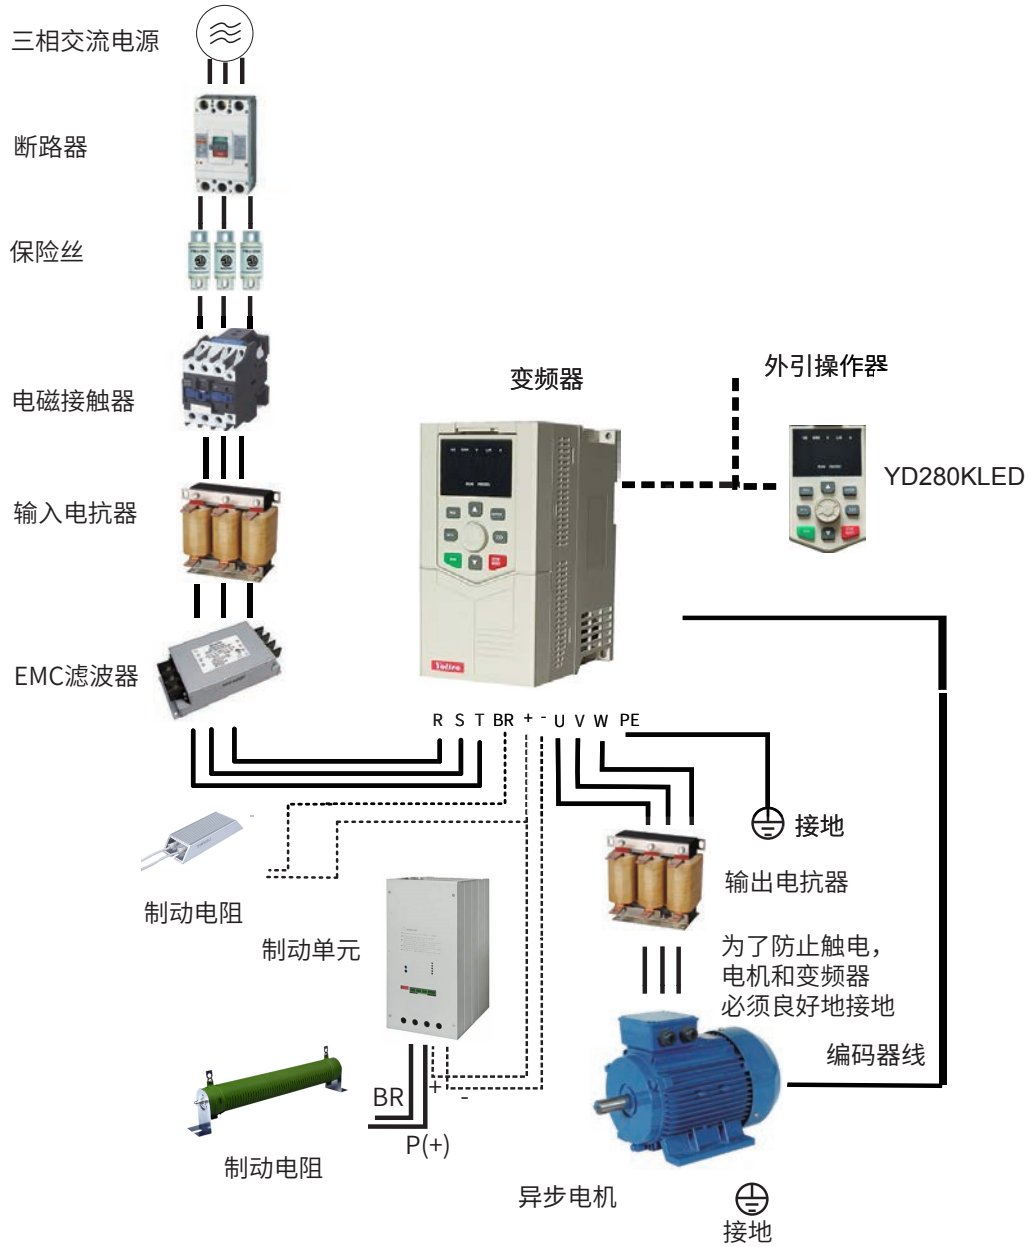 三相交流电源
断路器
保险丝
电磁接触器
输入电抗器
EMC滤波器
变频器
外引操作器
YD280KLED
Yolico
R S T BR + - U V W PE
接地
制动电阻
制动单元
输出电抗器
为了防止触电，
电机和变频器
必须良好地接地
编码器线
BR
+
-
P(+)
制动电阻
异步电机
接地